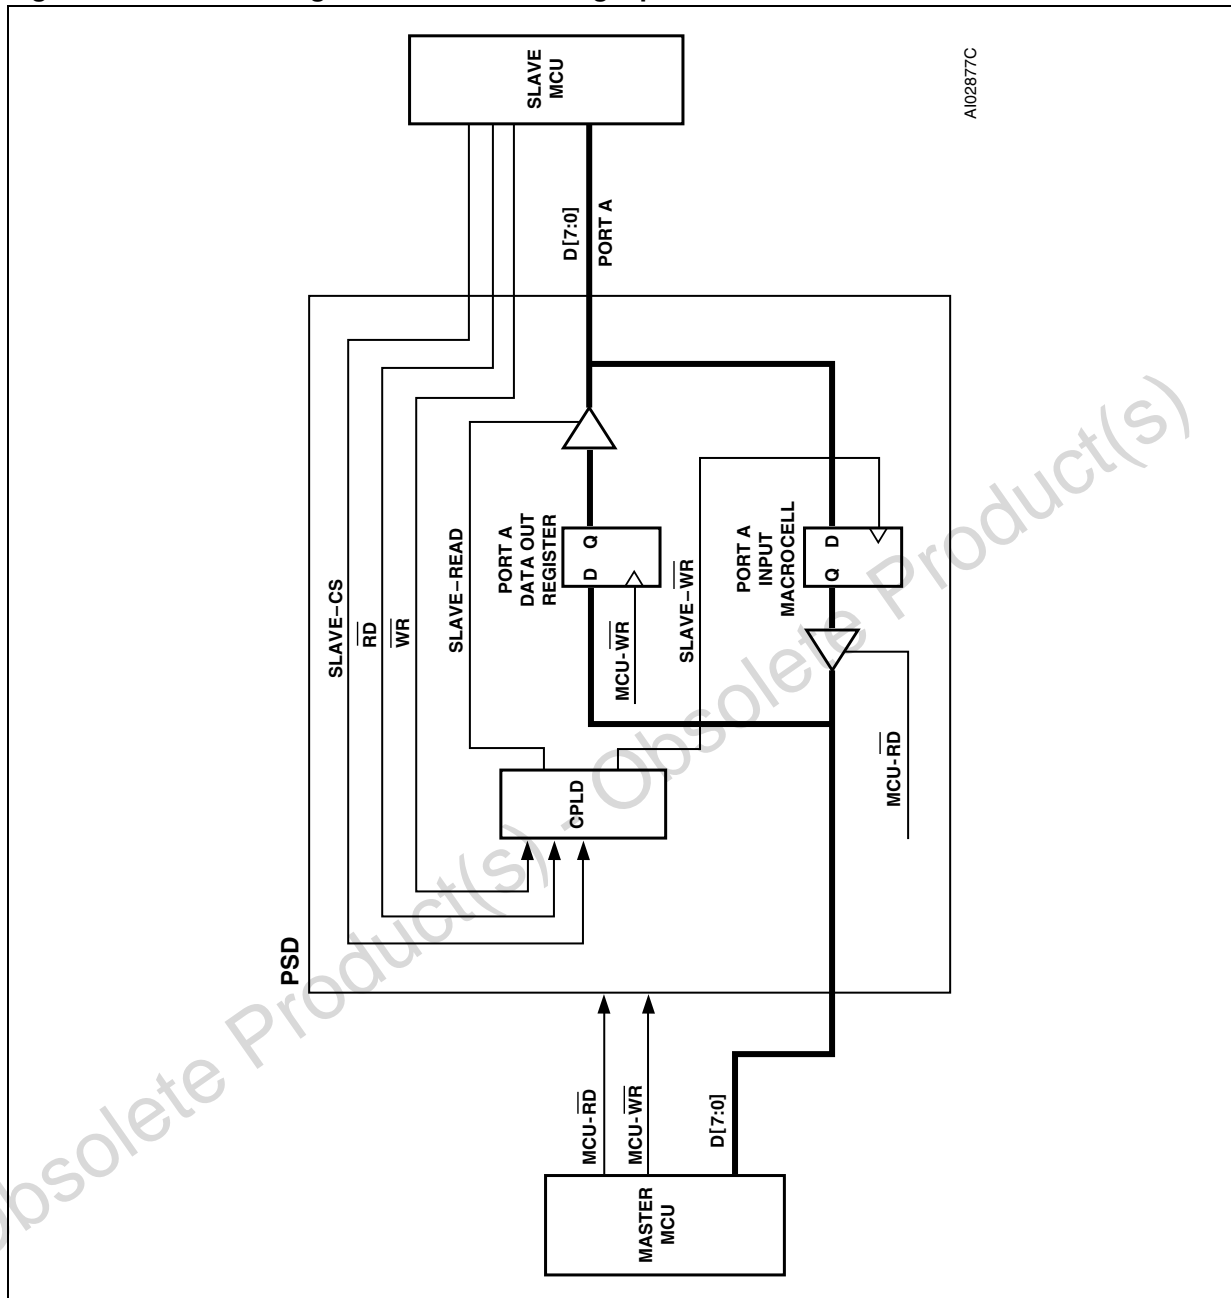 SLAVE
MCU
AI02877C
D[7:0]
PORT A
SLAVE–CS
RD
WR
SLAVE–READ
PORT A
DATA OUT
REGISTER
D Q
MCU-WR
SLAVE–WR
PORT A
INPUT
MACROCELL
Q D
MCU-RD
CPLD
PSD
MCU-RD
MCU-WR
D[7:0]
MASTER
MCU
Obsolete Product(s) - Obsolete Product(s)